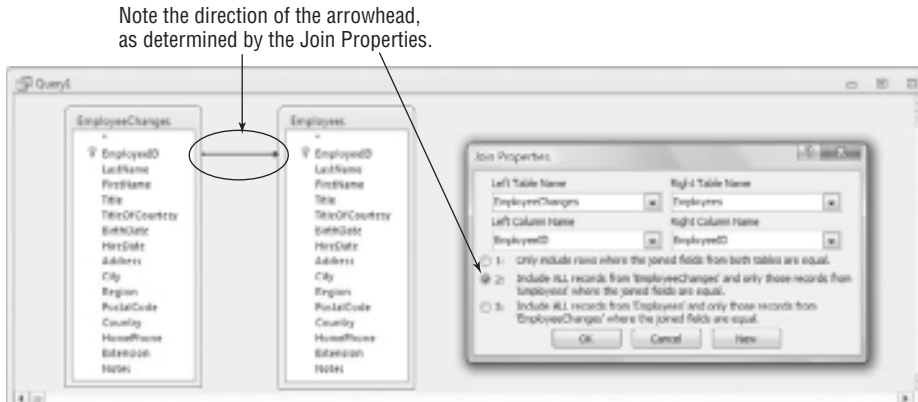 Note the direction of the arrowhead,
as determined by the Join Properties.
Query1
EmployeeChanges
*
EmployeeID
LastName
FirstName
Title
TitleOfCourtesy
BirthDate
HireDate
Address
City
Region
PostalCode
Country
HomePhone
Extension
Notes
Employees
*
EmployeeID
LastName
FirstName
Title
TitleOfCourtesy
BirthDate
HireDate
Address
City
Region
PostalCode
Country
HomePhone
Extension
Notes
Join Properties
Left Table Name
Right Table Name
EmployeeChanges
Employees
Left Column Name
Right Column Name
EmployeeID
EmployeeID
1: Only include rows where the joined fields from both tables are equal.
2: Include ALL records from 'EmployeeChanges' and only those records from
'Employees' where the joined fields are equal.
3: Include ALL records from 'Employees' and only those records from
'EmployeeChanges' where the joined fields are equal.
OK
Cancel
New